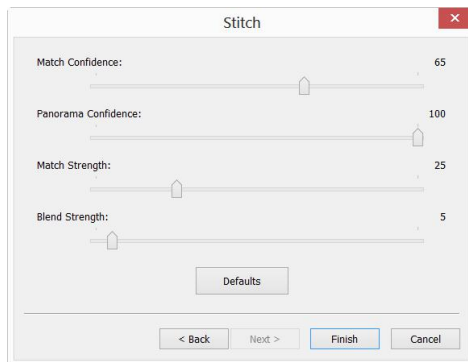 Stitch
Match Confidence: 65
Panorama Confidence: 100
Match Strength: 25
Blend Strength: 5
Defaults
< Back Next > Finish Cancel